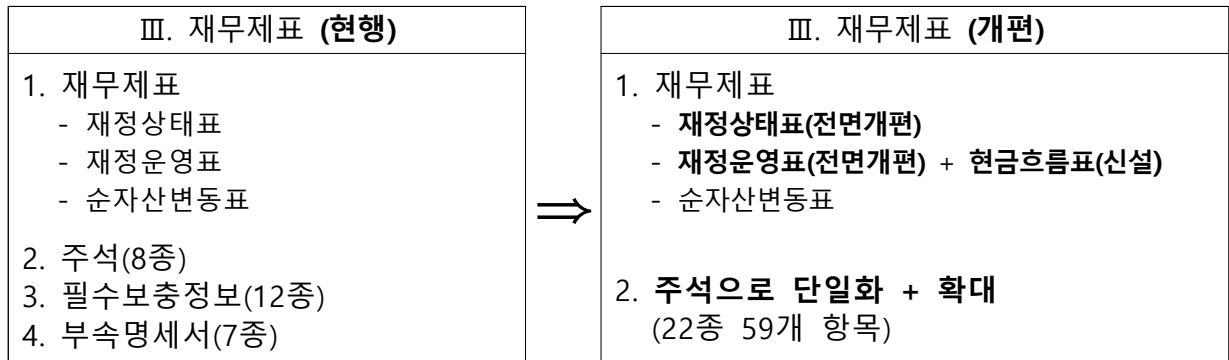 Ⅲ. 재무제표 (현행)
1. 재무제표
- 재정상태표
- 재정운영표
- 순자산변동표
2. 주석(8종)
3. 필수보충정보(12종)
4. 부속명세서(7종)
⇒
Ⅲ. 재무제표 (개편)
1. 재무제표
- 재정상태표(전면개편)
- 재정운영표(전면개편) + 현금흐름표(신설)
- 순자산변동표
2. 주석으로 단일화 + 확대
(22종 59개 항목)